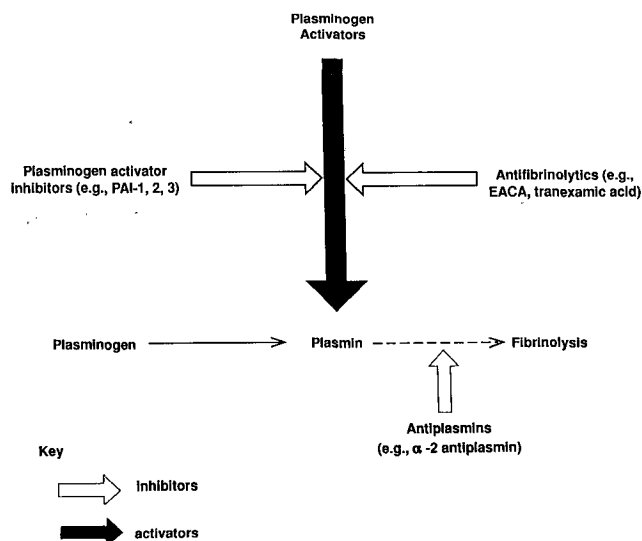 Plasminogen
Activators
Plasminogen activator
inhibitors (e.g., PAI-1, 2, 3)
Antifibrinolytics (e.g.,
EACA, tranexamic acid)
Plasminogen
Plasmin
Fibrinolysis
Antiplasmins
(e.g., α -2 antiplasmin)
Key
inhibitors
activators